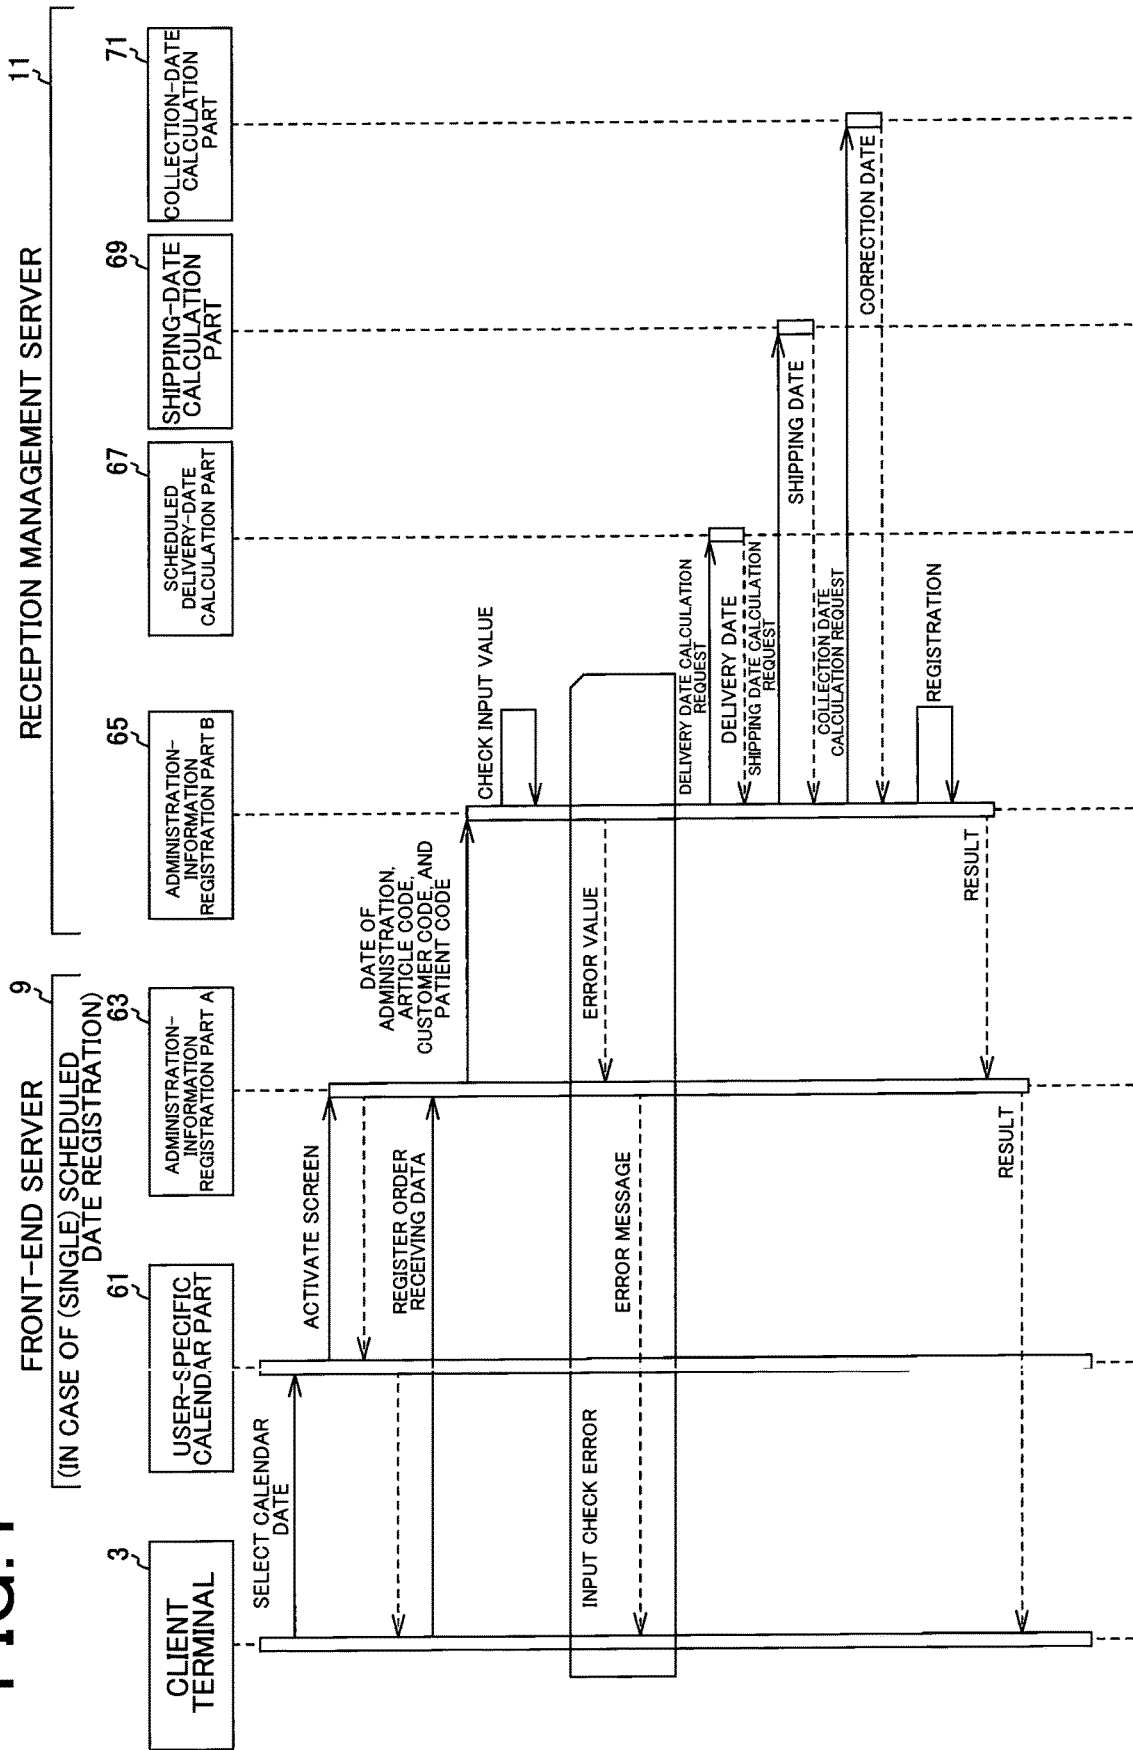 FRONT-END SERVER
9
(IN CASE OF (SINGLE) SCHEDULED
DATE REGISTRATION)
RECEPTION MANAGEMENT SERVER
11
3
CLIENT
TERMINAL
61
USER-SPECIFIC
CALENDAR PART
63
ADMINISTRATION-
INFORMATION
REGISTRATION PART A
65
ADMINISTRATION-
INFORMATION
REGISTRATION PART B
67
SCHEDULED
DELIVERY-DATE
CALCULATION PART
69
SHIPPING-DATE
CALCULATION
PART
71
COLLECTION-DATE
CALCULATION
PART
SELECT CALENDAR
DATE
ACTIVATE SCREEN
REGISTER ORDER
RECEIVING DATA
DATE OF
ADMINISTRATION,
ARTICLE CODE,
CUSTOMER CODE, AND
PATIENT CODE
CHECK INPUT VALUE
INPUT CHECK ERROR
ERROR VALUE
ERROR MESSAGE
DELIVERY DATE CALCULATION
REQUEST
DELIVERY DATE
SHIPPING DATE CALCULATION
REQUEST
SHIPPING DATE
COLLECTION DATE
CALCULATION REQUEST
CORRECTION DATE
REGISTRATION
RESULT
RESULT